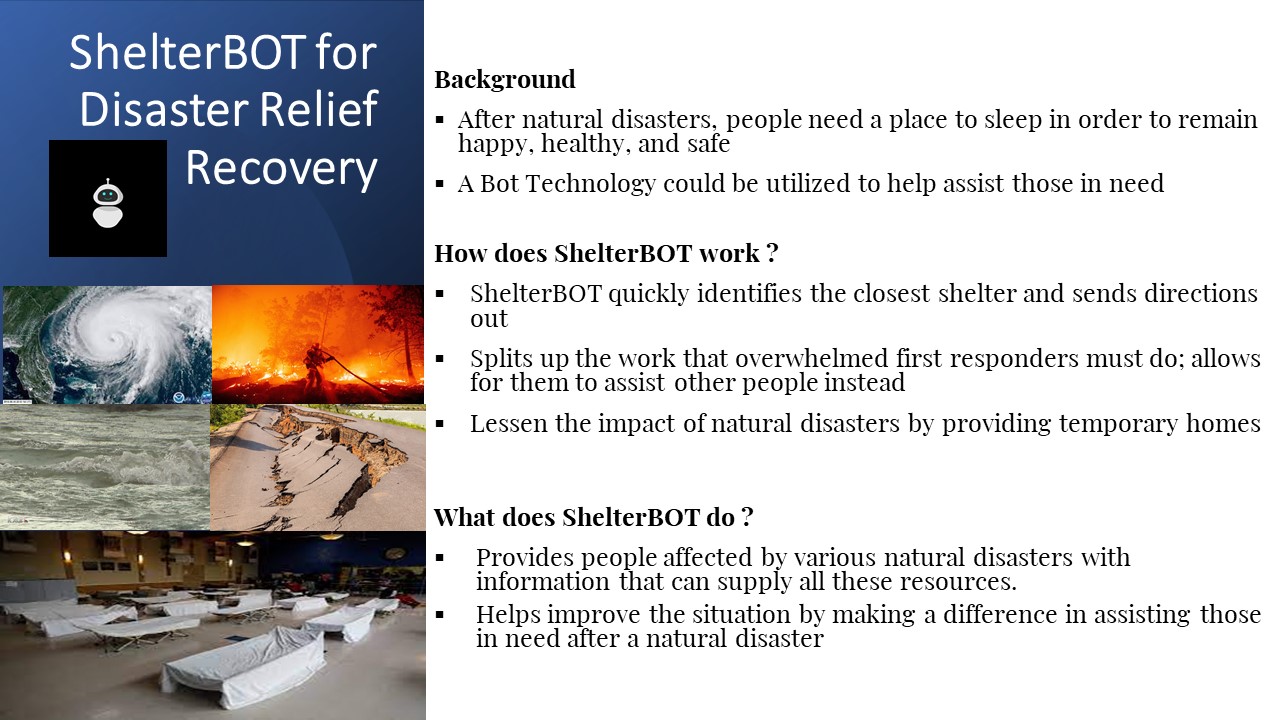 ShelterBOT for
Disaster Relief
Recovery
Background
▪ After natural disasters, people need a place to sleep in order to remain
happy, healthy, and safe
▪ A Bot Technology could be utilized to help assist those in need
How does ShelterBOT work ?
▪ ShelterBOT quickly identifies the closest shelter and sends directions
out
▪ Splits up the work that overwhelmed first responders must do; allows
for them to assist other people instead
▪ Lessen the impact of natural disasters by providing temporary homes
What does ShelterBOT do ?
▪ Provides people affected by various natural disasters with
information that can supply all these resources.
▪ Helps improve the situation by making a difference in assisting those
in need after a natural disaster